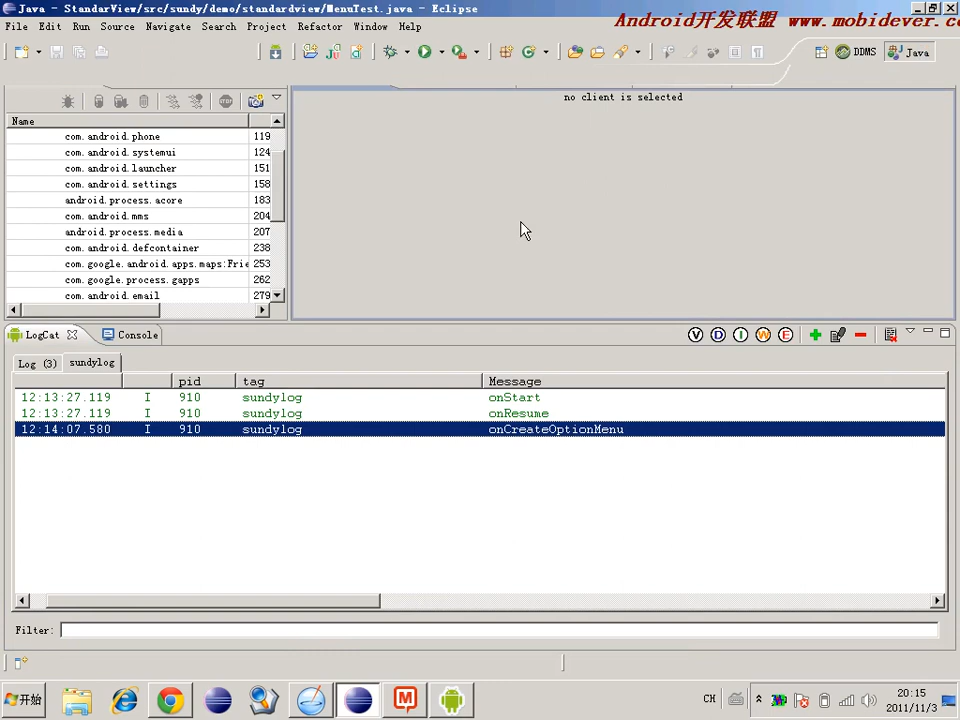 Java - StandarView/src/sundy/demo/standardview/MenuTest.java - Eclipse
File Edit Run Source Navigate Search Project Refactor Window Help
Android开发联盟 www.mobidever.c
DDMS Java
no client is selected
Name
com.android.phone 119
com.android.systemui 124
com.android.launcher 151
com.android.settings 158
android.process.acore 183
com.android.mms 204
android.process.media 207
com.android.defcontainer 238
com.google.android.apps.maps:Frie 253
com.google.process.gapps 262
com.android.email 279
LogCat Console
V D I W E
Log (3) sundylog
pid tag Message
12:13:27.119 I 910 sundylog onStart
12:13:27.119 I 910 sundylog onResume
12:14:07.580 I 910 sundylog onCreateOptionMenu
Filter:
开始
CH
20:15
2011/11/3